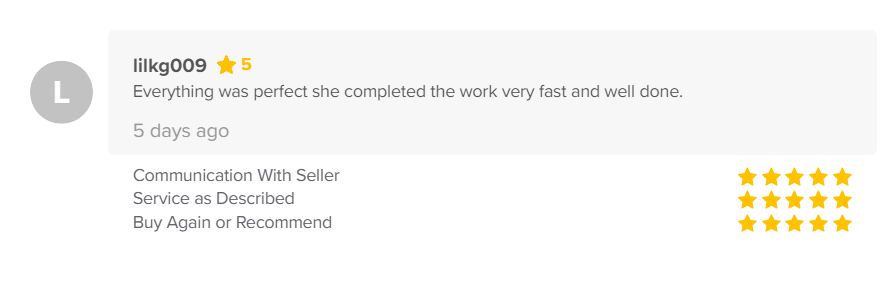 L
lilkg009 5
Everything was perfect she completed the work very fast and well done.
5 days ago
Communication With Seller
Service as Described
Buy Again or Recommend